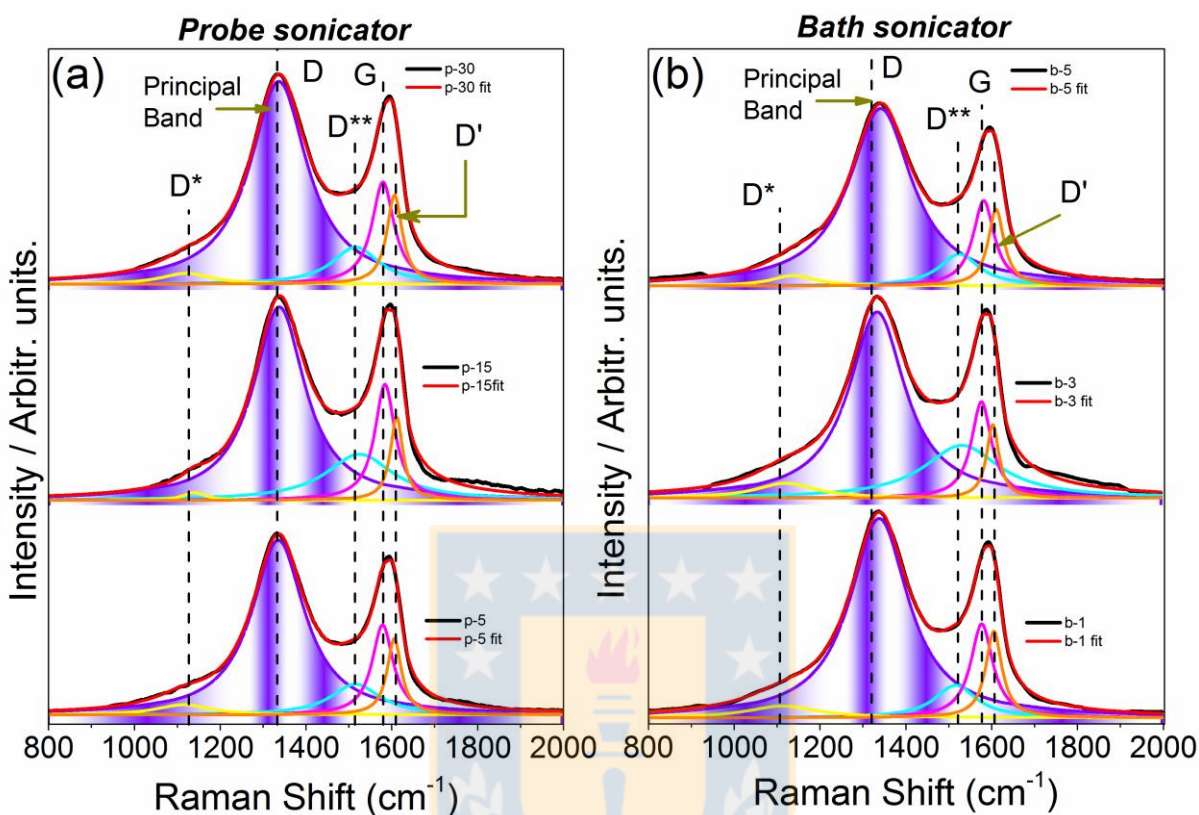 Probe sonicator
(a)
D
G
p-30
p-30 fit
Principal
Band
D**
D'
D*
p-15
p-15fit
p-5
p-5 fit
Intensity / Arbitr. units.
800 1000 1200 1400 1600 1800 2000
Raman Shift (cm-1)
Bath sonicator
(b)
D
G
b-5
b-5 fit
Principal
Band
D**
D'
D*
b-3
b-3 fit
b-1
b-1 fit
Intensity / Arbitr. units.
800 1000 1200 1400 1600 1800 2000
Raman Shift (cm-1)